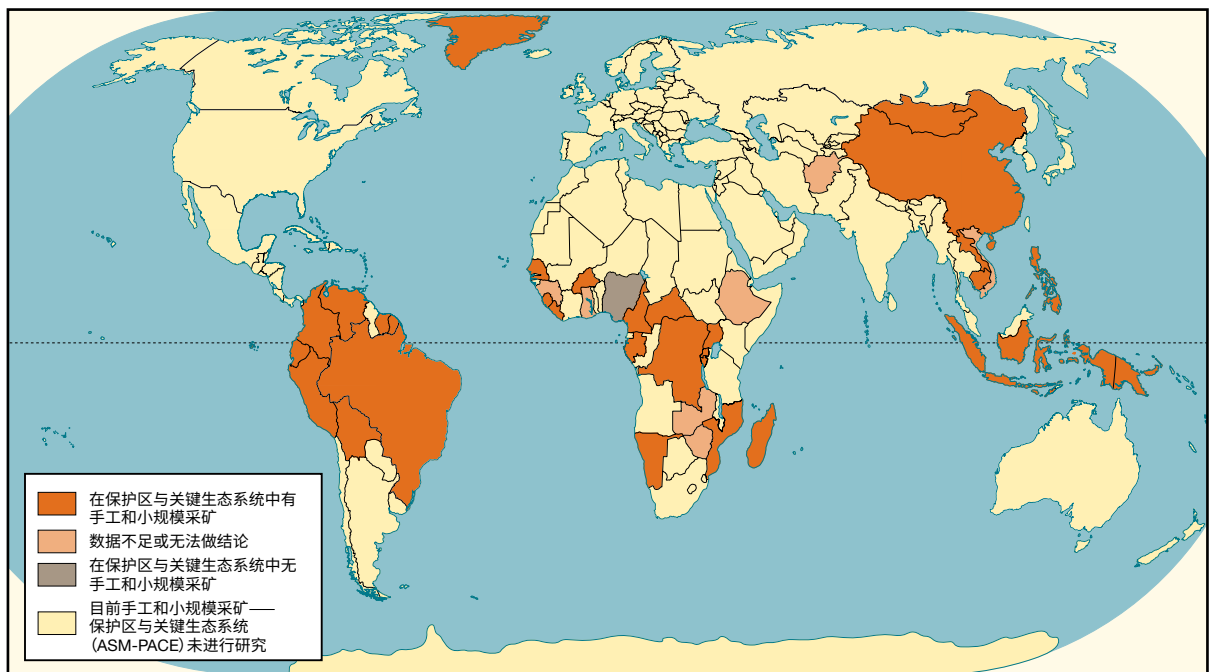 在保护区与关键生态系统中有
手工和小规模采矿
数据不足或无法做结论
在保护区与关键生态系统中无
手工和小规模采矿
目前手工和小规模采矿——
保护区与关键生态系统
(ASM-PACE)未进行研究